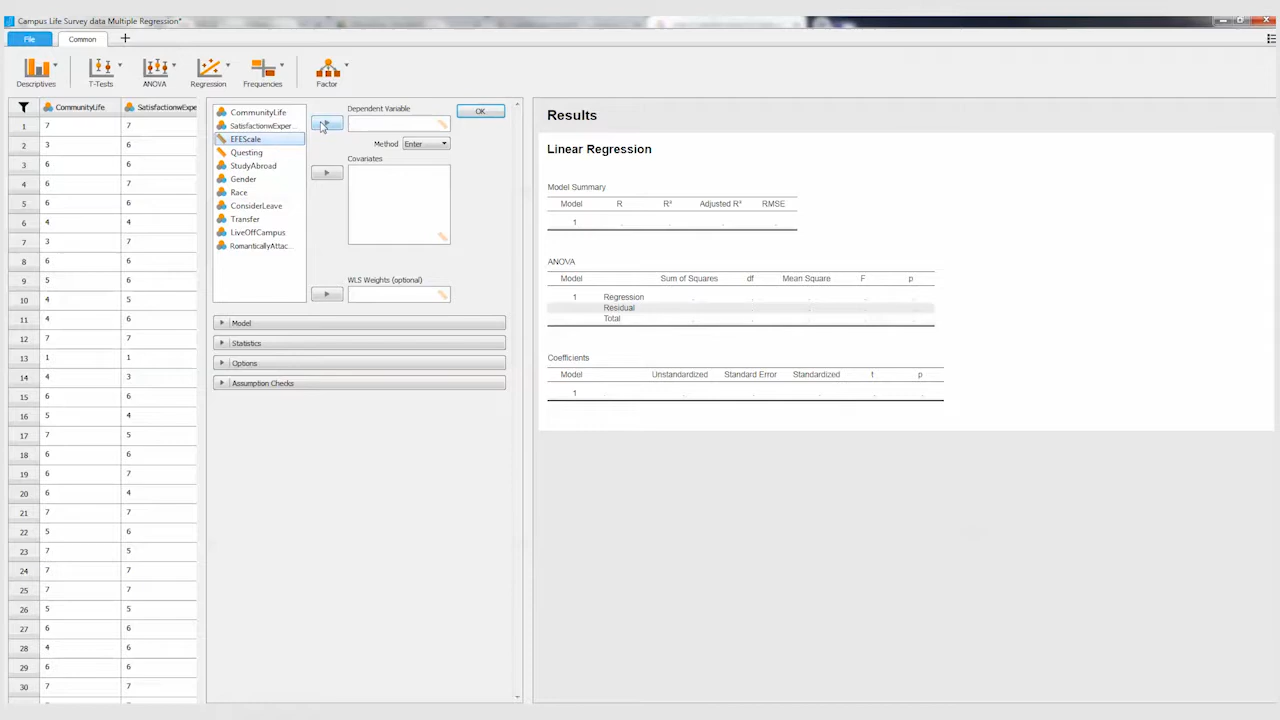 Campus Life Survey data Multiple Regression*
File Common +
Descriptives T-Tests ANOVA Regression Frequencies Factor
CommunityLife SatisfactionwExpe
1 7 7
2 3 6
3 6 6
4 6 7
5 6 6
6 4 4
7 3 7
8 6 6
9 5 6
10 4 5
11 4 6
12 7 7
13 1 1
14 4 3
15 6 6
16 5 4
17 7 5
18 6 6
19 6 7
20 6 4
21 7 7
22 5 6
23 7 5
24 7 7
25 7 7
26 5 5
27 6 6
28 4 6
29 6 6
30 7 7
CommunityLife
SatisfactionwExper...
EFEScale
Questing
StudyAbroad
Gender
Race
ConsiderLeave
Transfer
LiveOffCampus
RomanticallyAttac...
Dependent Variable
OK
Method Enter
Covariates
WLS Weights (optional)
Model
Statistics
Options
Assumption Checks
Results
Linear Regression
Model Summary
Model R R² Adjusted R² RMSE
1 . . . .
ANOVA
Model Sum of Squares df Mean Square F p
1 Regression . . . . .
Residual . . .
Total . .
Coefficients
Model Unstandardized Standard Error Standardized t p
1 . . . . .